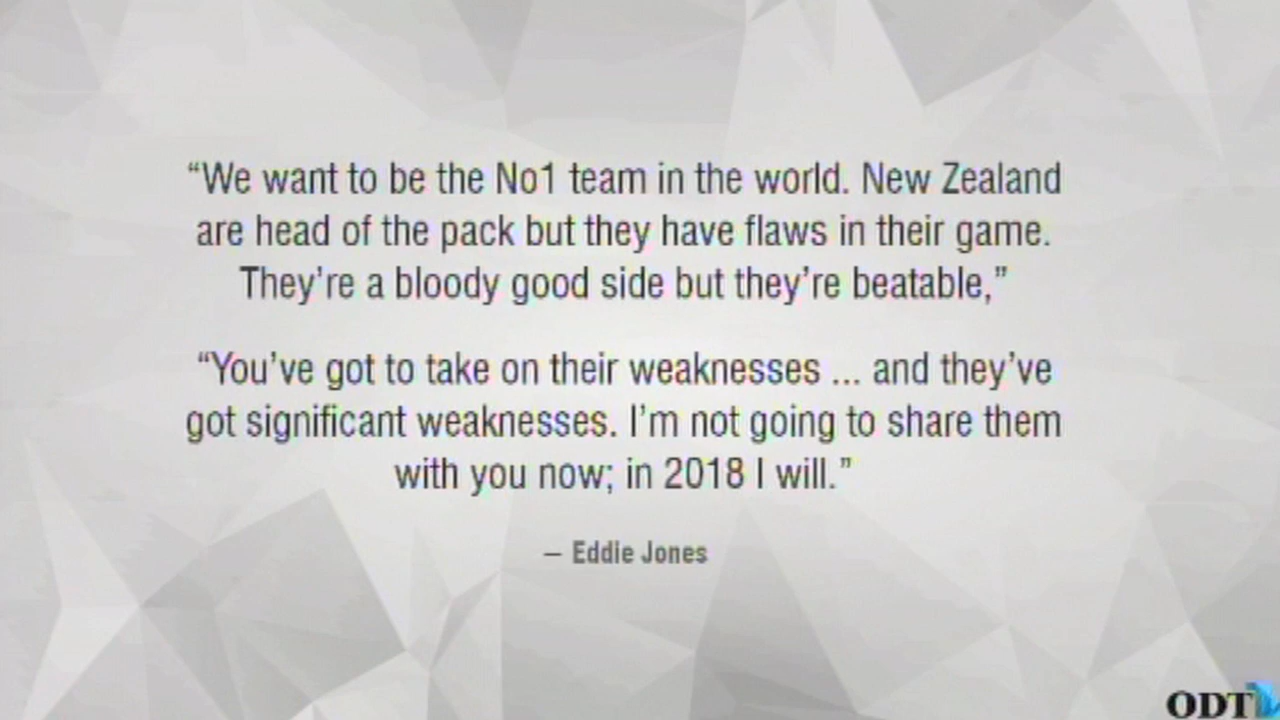 “We want to be the No1 team in the world. New Zealand
are head of the pack but they have flaws in their game.
They’re a bloody good side but they’re beatable,”
“You’ve got to take on their weaknesses ... and they’ve
got significant weaknesses. I’m not going to share them
with you now; in 2018 I will.”
– Eddie Jones
ODT